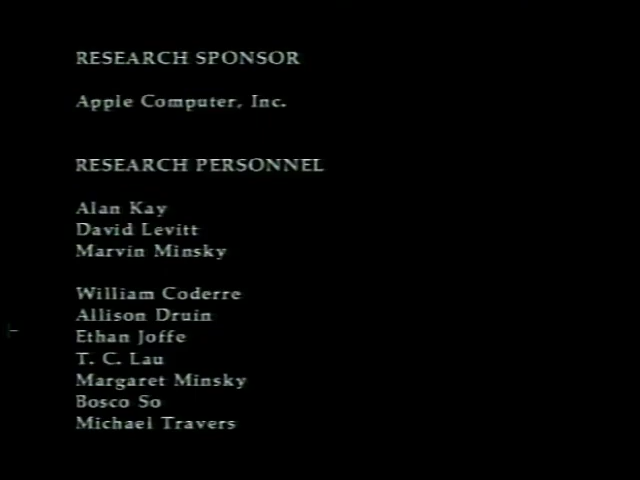 RESEARCH SPONSOR
Apple Computer, Inc.
RESEARCH PERSONNEL
Alan Kay
David Levitt
Marvin Minsky
William Coderre
Allison Druin
Ethan Joffe
T. C. Lau
Margaret Minsky
Bosco So
Michael Travers